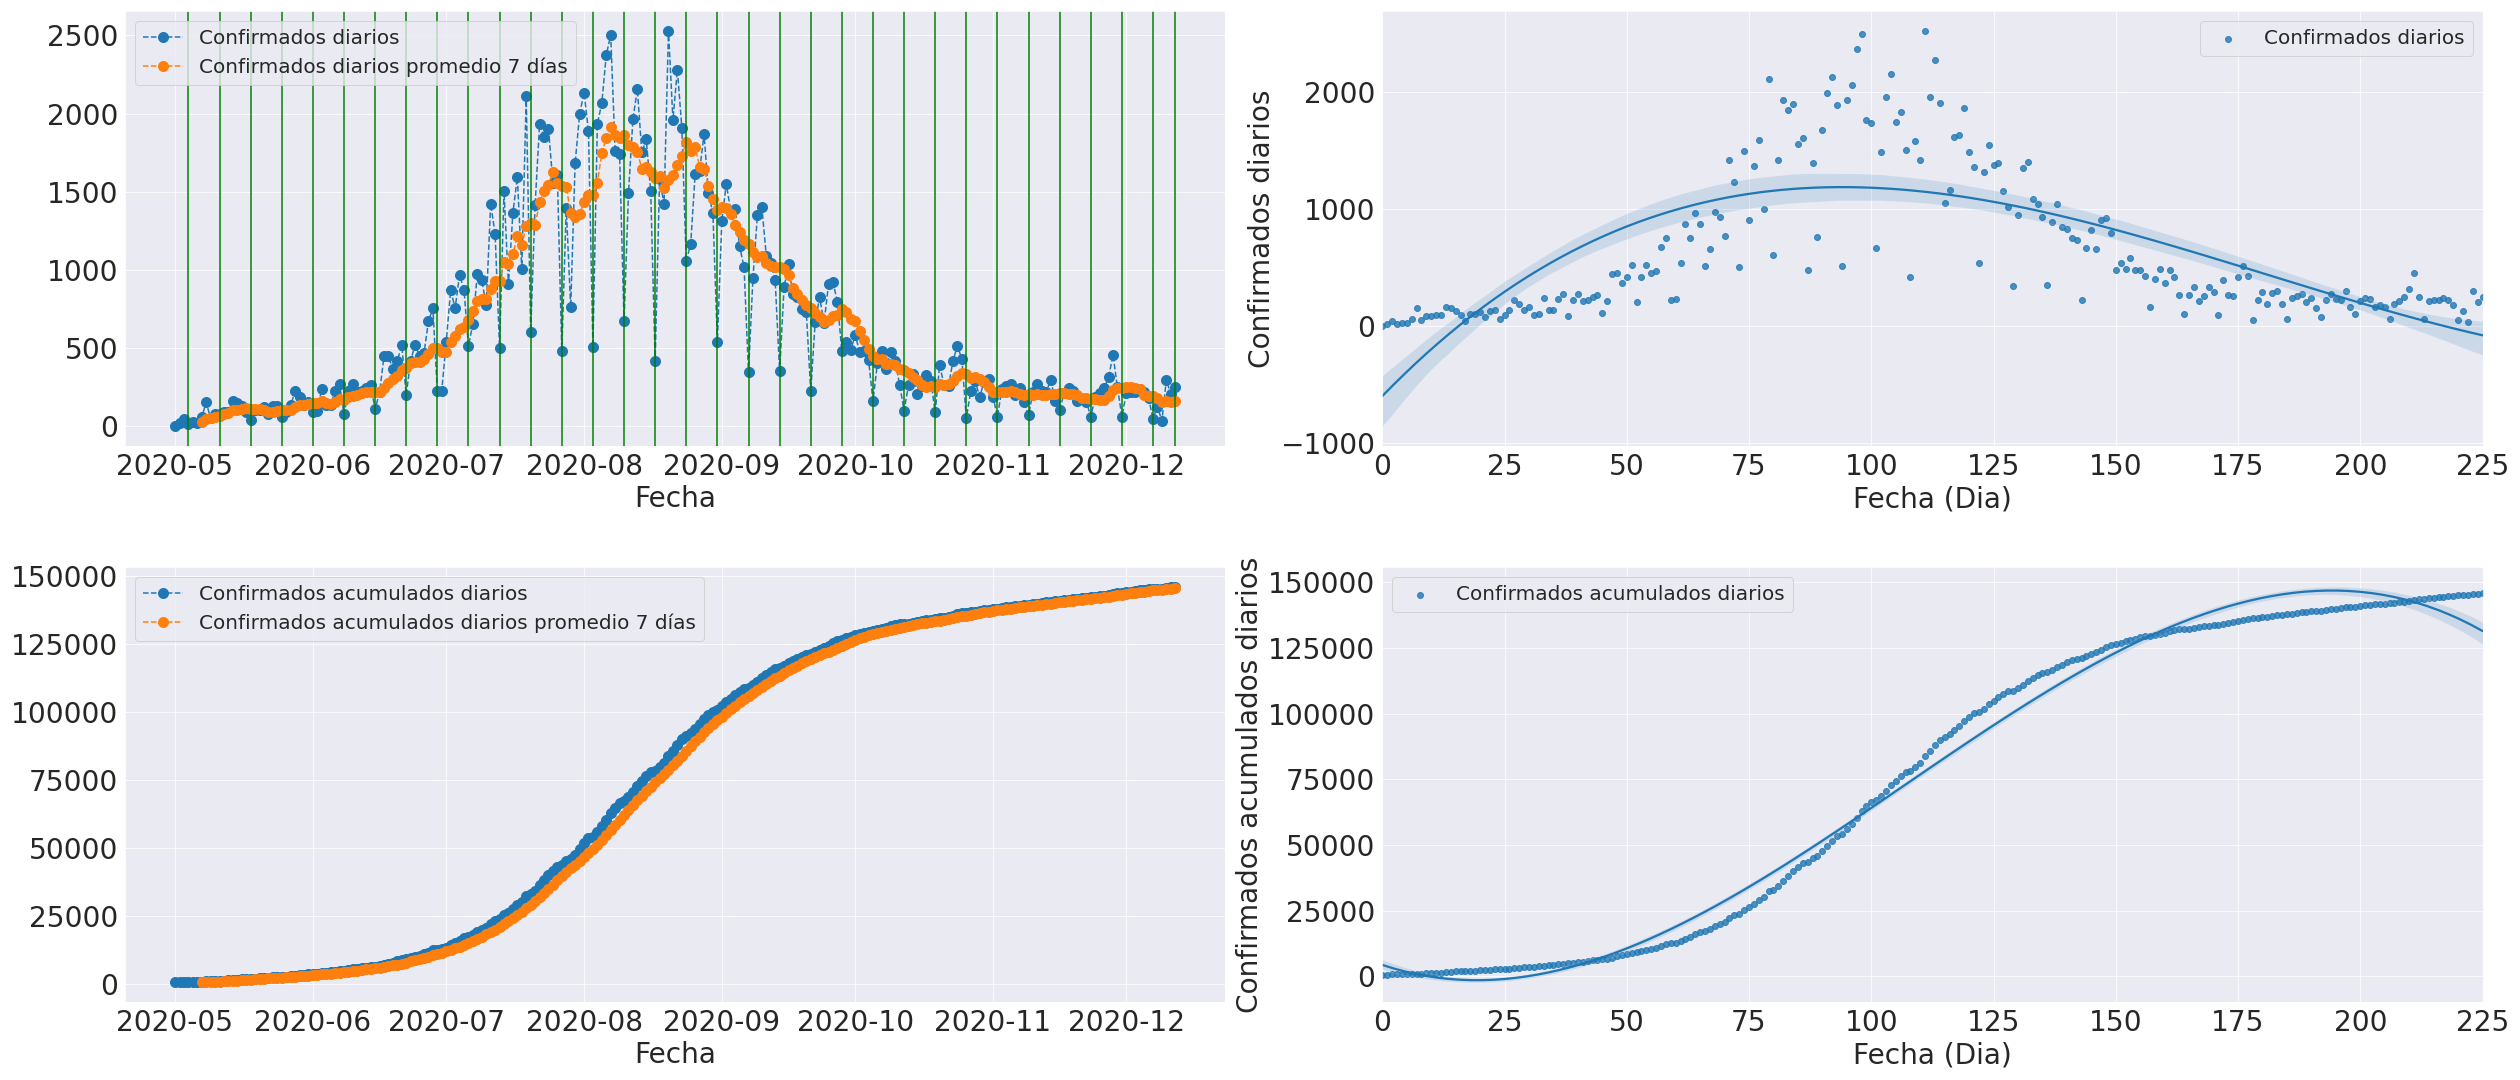 Confirmados diarios
Confirmados diarios promedio 7 días
2500
2000
1500
1000
500
0
2020-05 2020-06 2020-07 2020-08 2020-09 2020-10 2020-11 2020-12
Fecha
Confirmados diarios
Confirmados diarios
2000
1000
0
−1000
0 25 50 75 100 125 150 175 200 225
Fecha (Dia)
Confirmados acumulados diarios
Confirmados acumulados diarios promedio 7 días
150000
125000
100000
75000
50000
25000
0
2020-05 2020-06 2020-07 2020-08 2020-09 2020-10 2020-11 2020-12
Fecha
Confirmados acumulados diarios
Confirmados acumulados diarios
150000
125000
100000
75000
50000
25000
0
0 25 50 75 100 125 150 175 200 225
Fecha (Dia)